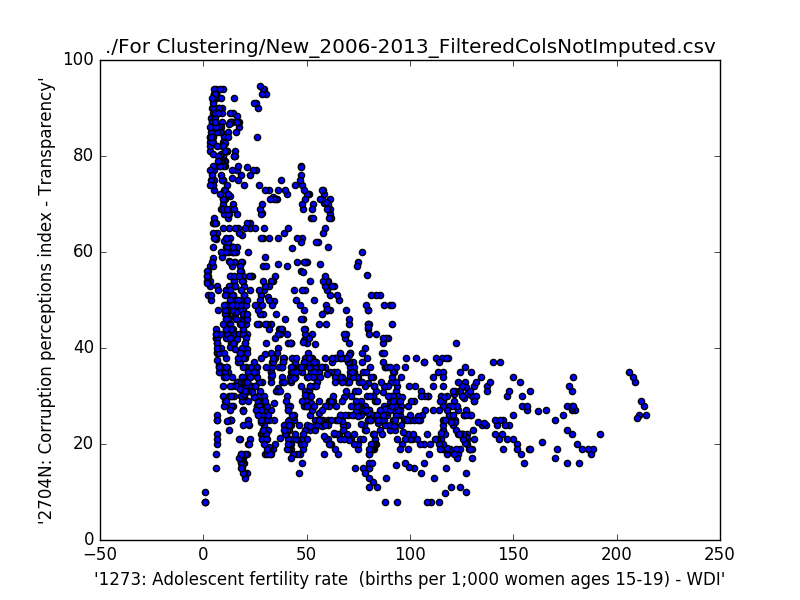 ./For Clustering/New_2006-2013_FilteredColsNotImputed.csv
100
80
60
40
20
0
'2704N: Corruption perceptions index - Transparency'
−50 0 50 100 150 200 250
'1273: Adolescent fertility rate  (births per 1;000 women ages 15-19) - WDI'